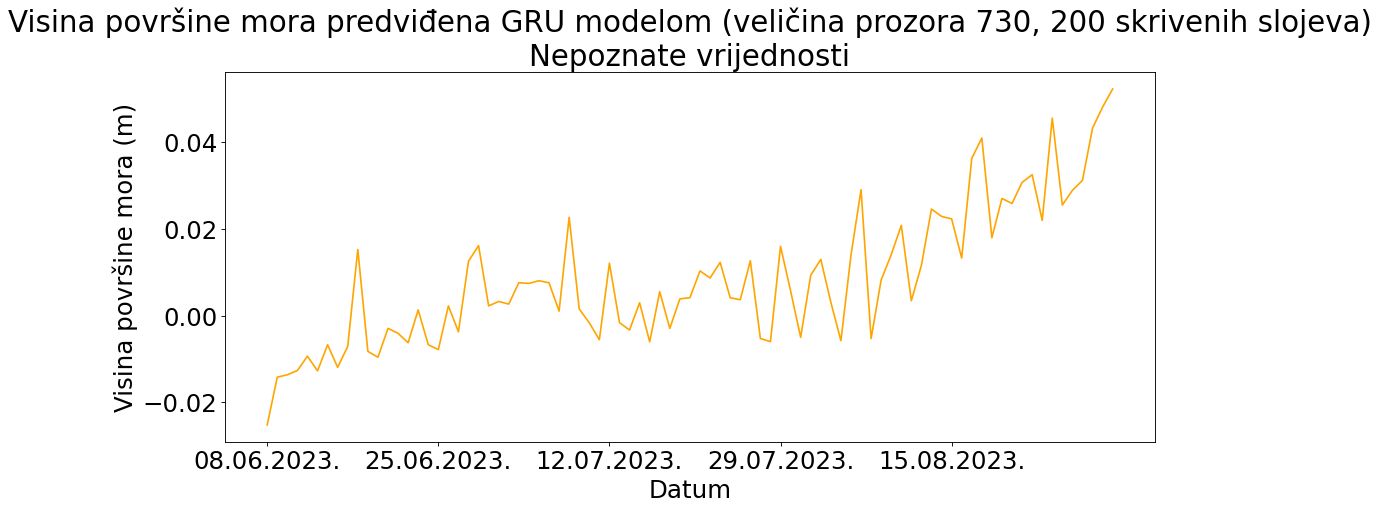 Visina površine mora predviđena GRU modelom (veličina prozora 730, 200 skrivenih slojeva)
Nepoznate vrijednosti
Visina površine mora (m)
0.04
0.02
0.00
−0.02
08.06.2023. 25.06.2023. 12.07.2023. 29.07.2023. 15.08.2023.
Datum